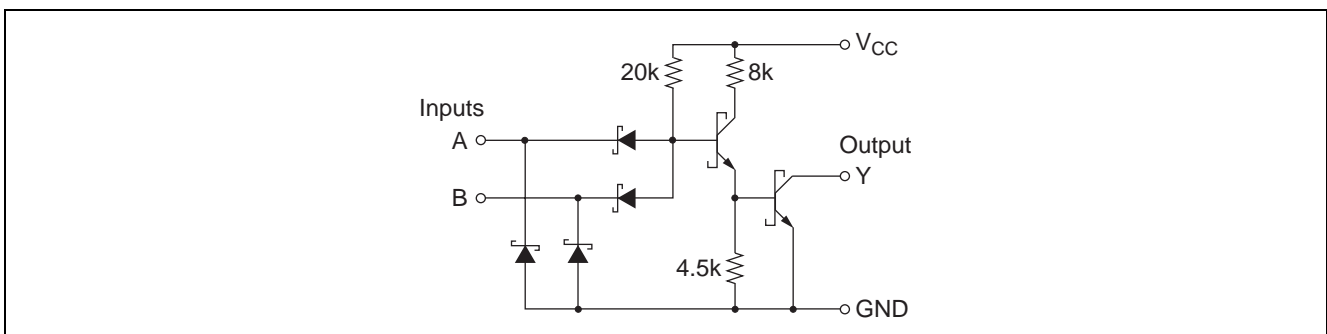 V_CC
20k
8k
Inputs
A
Output
Y
B
4.5k
GND